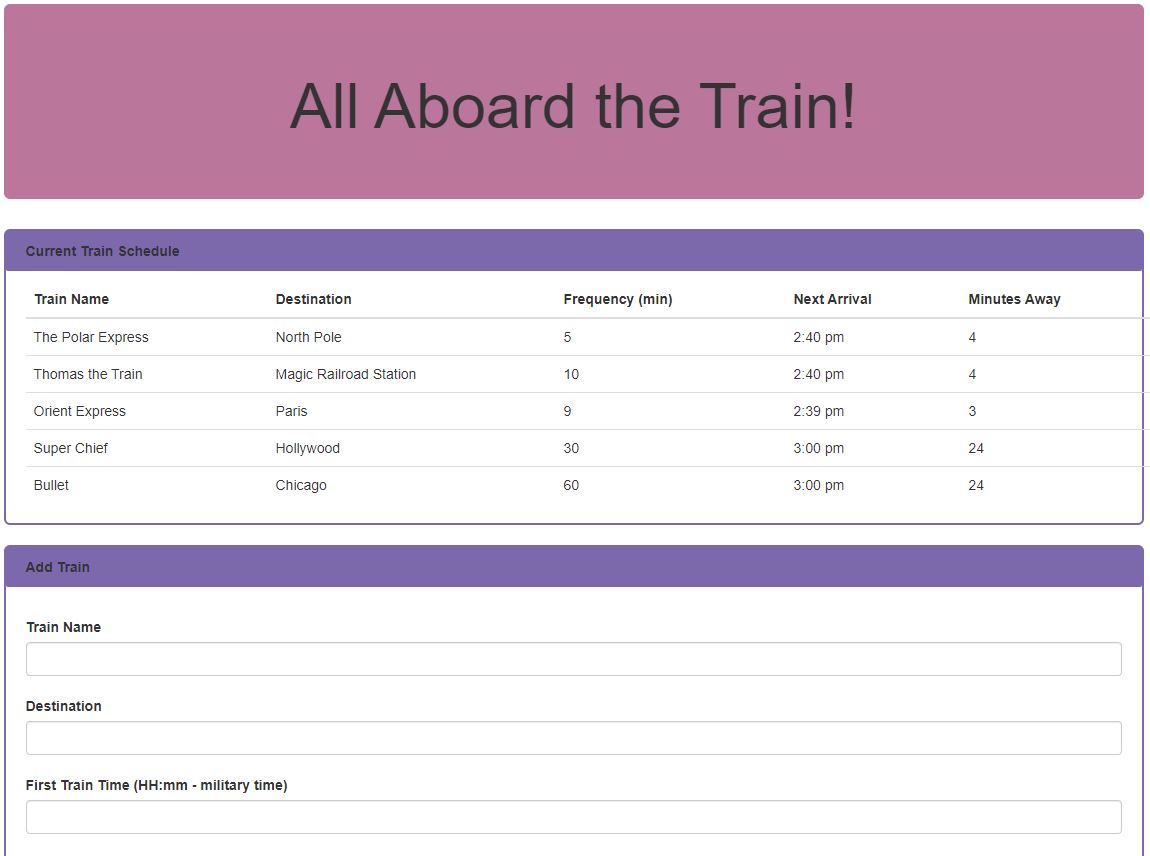 All Aboard the Train!
Current Train Schedule
Train Name Destination Frequency (min) Next Arrival Minutes Away
The Polar Express North Pole 5 2:40 pm 4
Thomas the Train Magic Railroad Station 10 2:40 pm 4
Orient Express Paris 9 2:39 pm 3
Super Chief Hollywood 30 3:00 pm 24
Bullet Chicago 60 3:00 pm 24
Add Train
Train Name
Destination
First Train Time (HH:mm - military time)